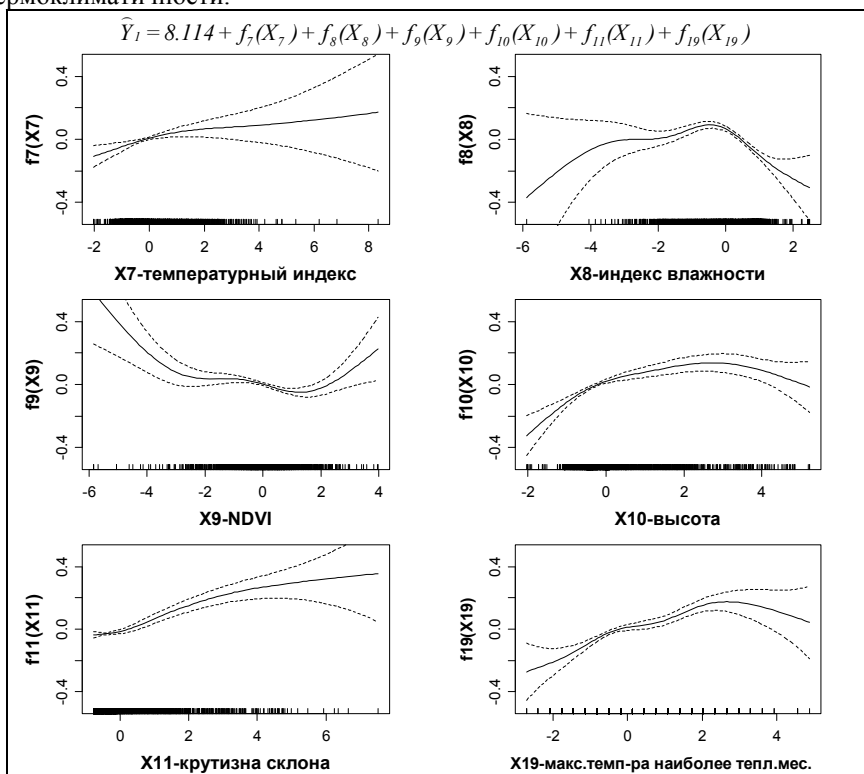 ермоклиматичности.
Ŷ₁ = 8.114 + f₇(X₇) + f₈(X₈) + f₉(X₉) + f₁₀(X₁₀) + f₁₁(X₁₁) + f₁₉(X₁₉)
f7(X7)
0.4
0.0
-0.4
-2 0 2 4 6 8
X7-температурный индекс
f8(X8)
0.4
0.0
-0.4
-6 -4 -2 0 2
X8-индекс влажности
f9(X9)
0.4
0.0
-0.4
-6 -4 -2 0 2 4
X9-NDVI
f10(X10)
0.4
0.0
-0.4
-2 0 2 4
X10-высота
f11(X11)
0.4
0.0
-0.4
0 2 4 6
X11-крутизна склона
f19(X19)
0.4
0.0
-0.4
-2 0 2 4
X19-макс.темп-ра наиболее тепл.мес.